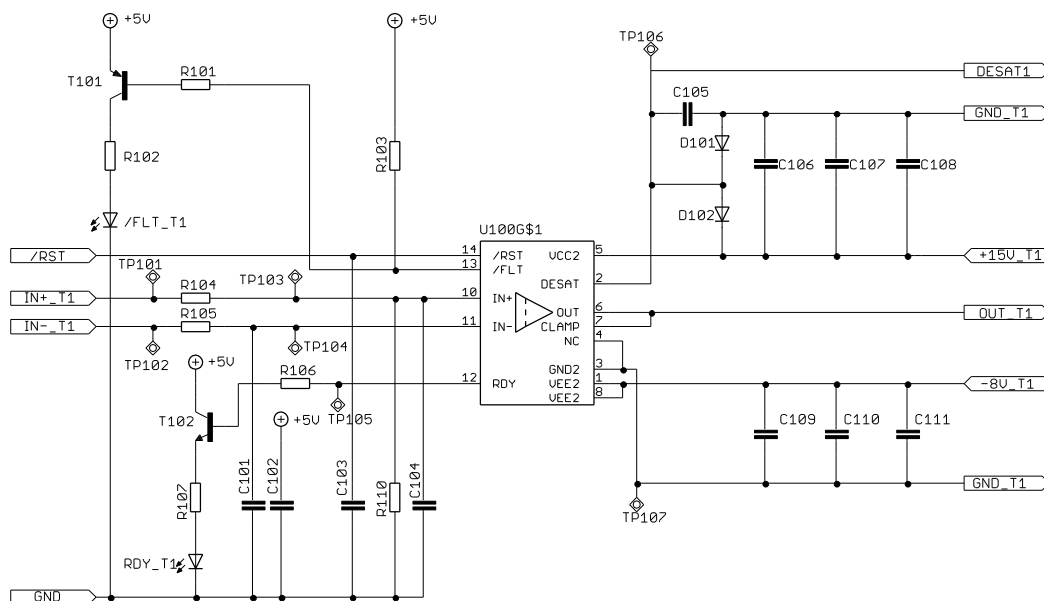 +5V
+5V
TP106
DESAT1
T101
R101
C105
GND_T1
R102
R103
D101
C106
C107
C108
/FLT_T1
D102
U100G$1
/RST
14
/RST
VCC2
5
+15V_T1
TP101
13
/FLT
TP103
DESAT
2
IN+_T1
R104
10
IN+
OUT
6
OUT_T1
IN-_T1
R105
11
IN-
CLAMP
7
NC
4
TP102
TP104
+5V
R106
GND2
3
12
RDY
VEE2
1
-8V_T1
VEE2
8
T102
+5V
TP105
C109
C110
C111
R107
C101
C102
C103
R110
C104
GND_T1
TP107
RDY_T1
GND